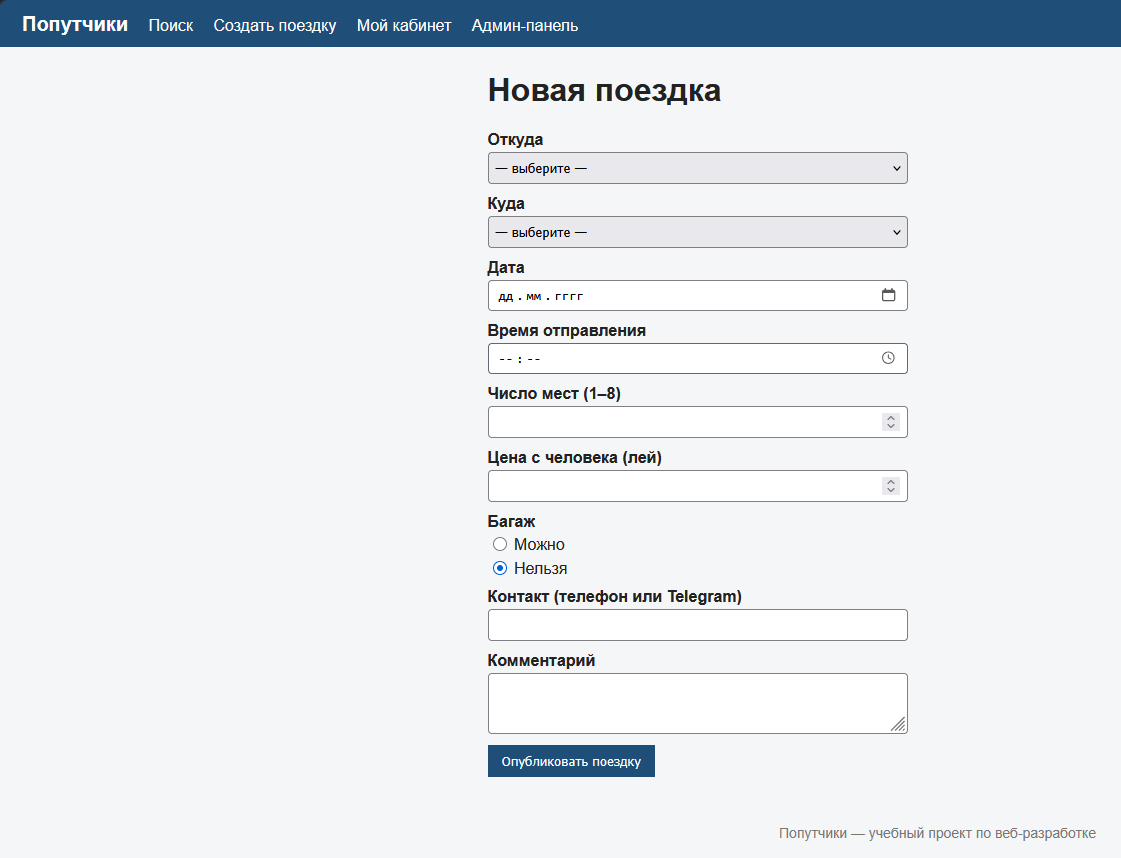 Попутчики Поиск Создать поездку Мой кабинет Админ-панель
Новая поездка
Откуда
— выберите —
Куда
— выберите —
Дата
дд.мм.гггг
Время отправления
--:--
Число мест (1–8)
Цена с человека (лей)
Багаж
Можно
Нельзя
Контакт (телефон или Telegram)
Комментарий
Опубликовать поездку
Попутчики — учебный проект по веб-разработке